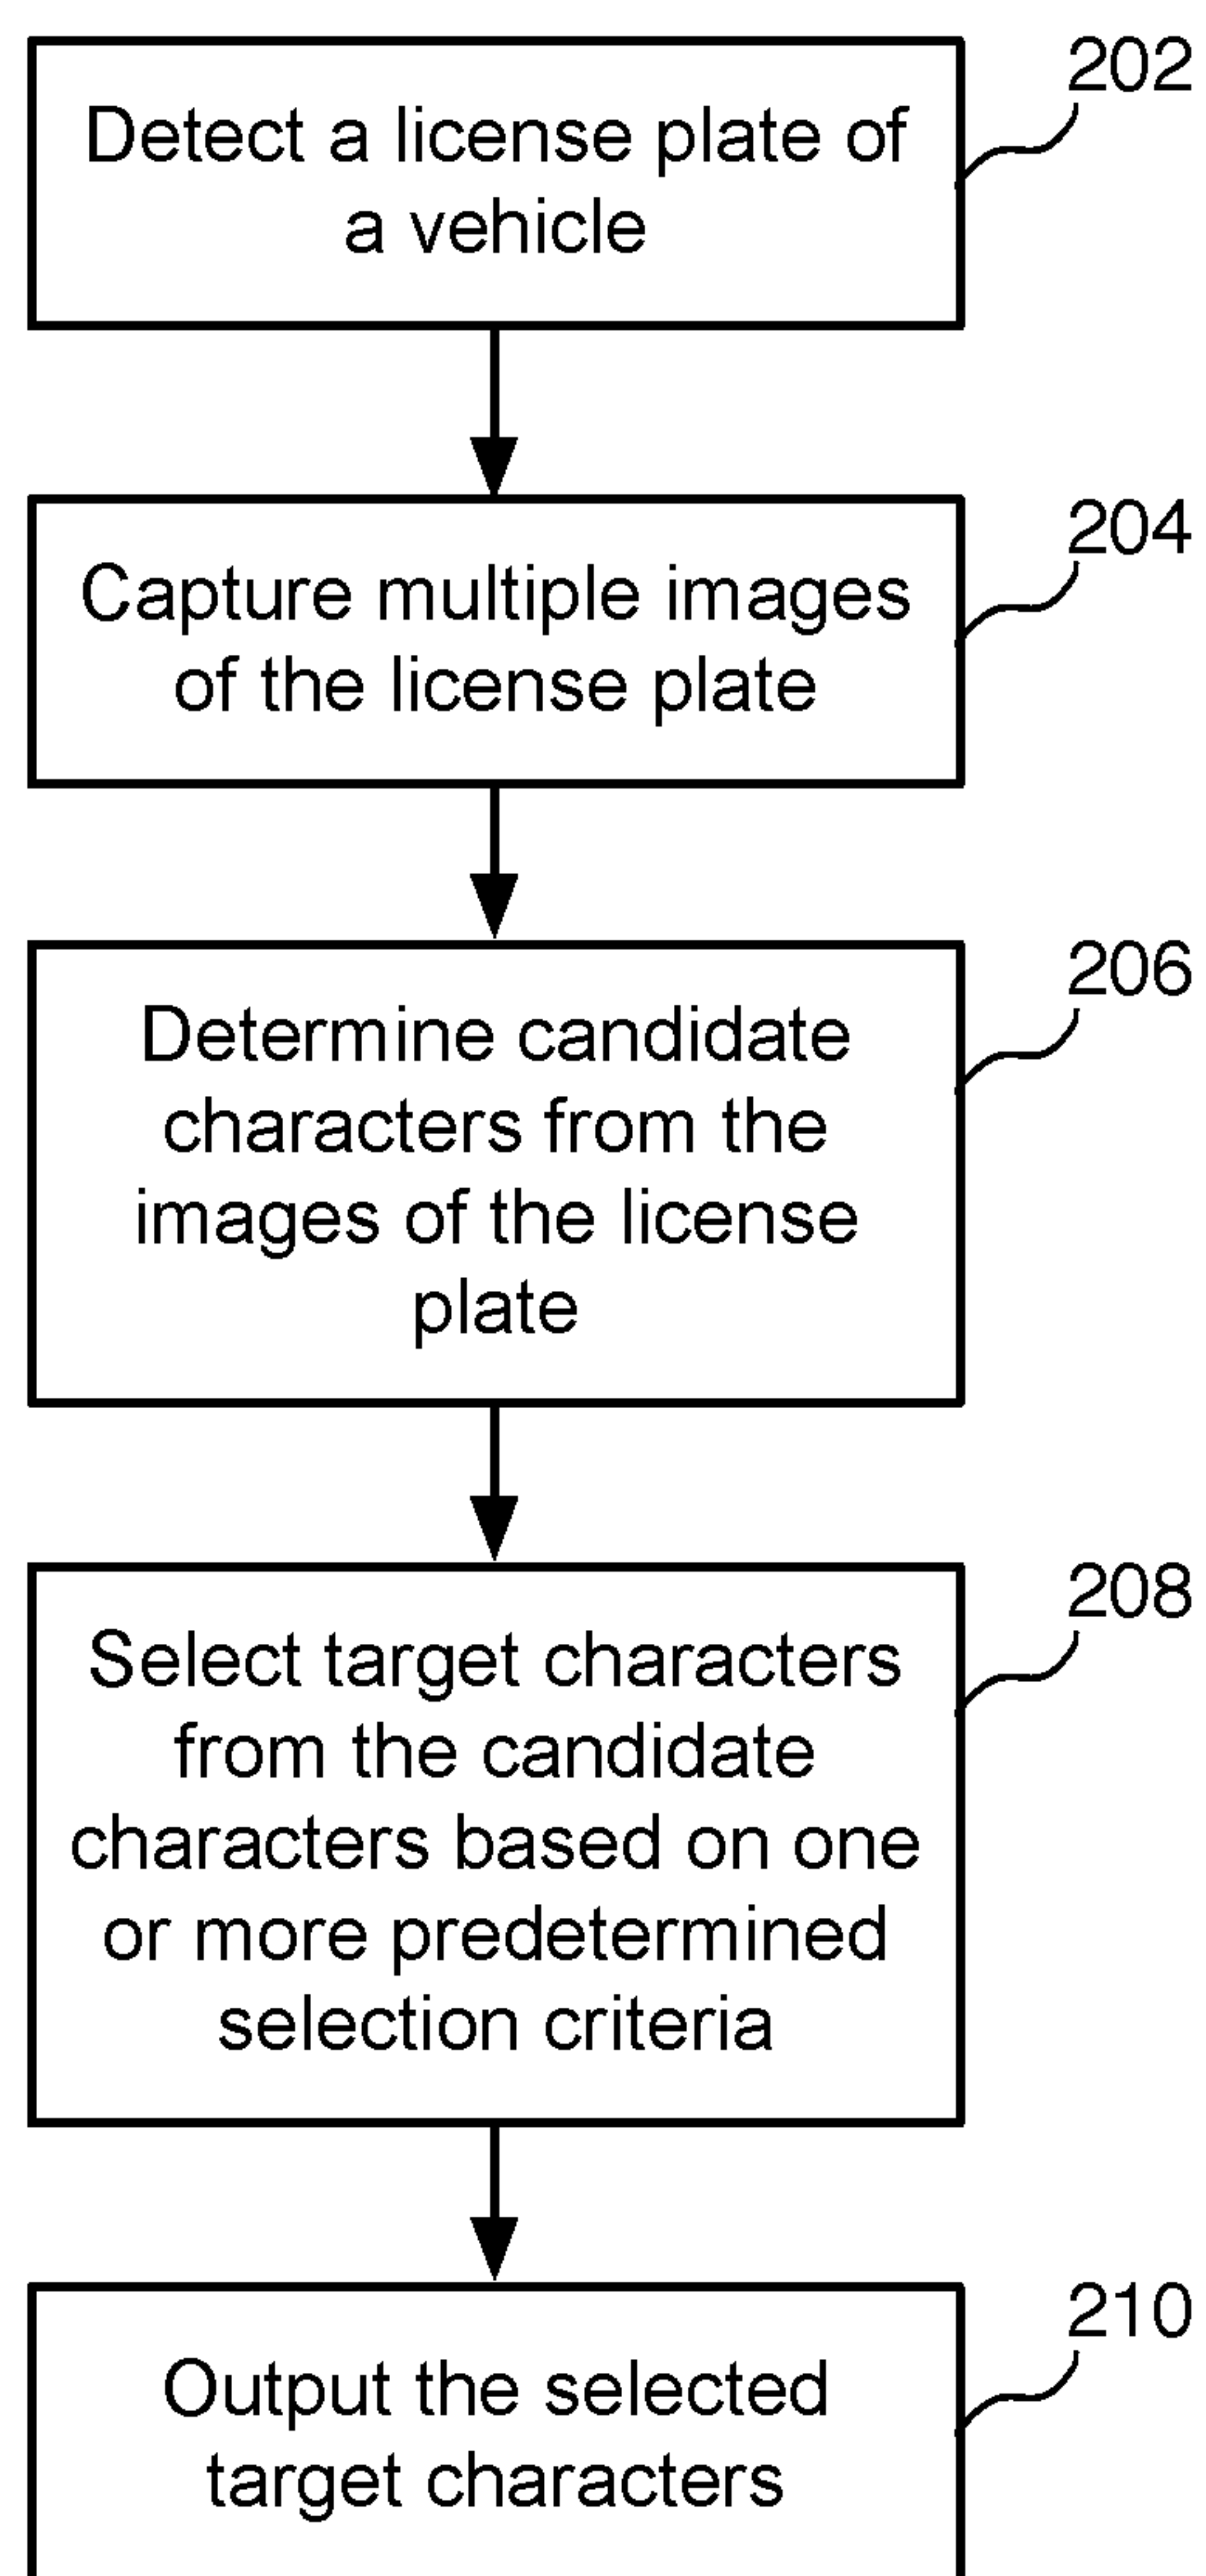 202
Detect a license plate of
a vehicle
204
Capture multiple images
of the license plate
206
Determine candidate
characters from the
images of the license
plate
208
Select target characters
from the candidate
characters based on one
or more predetermined
selection criteria
210
Output the selected
target characters